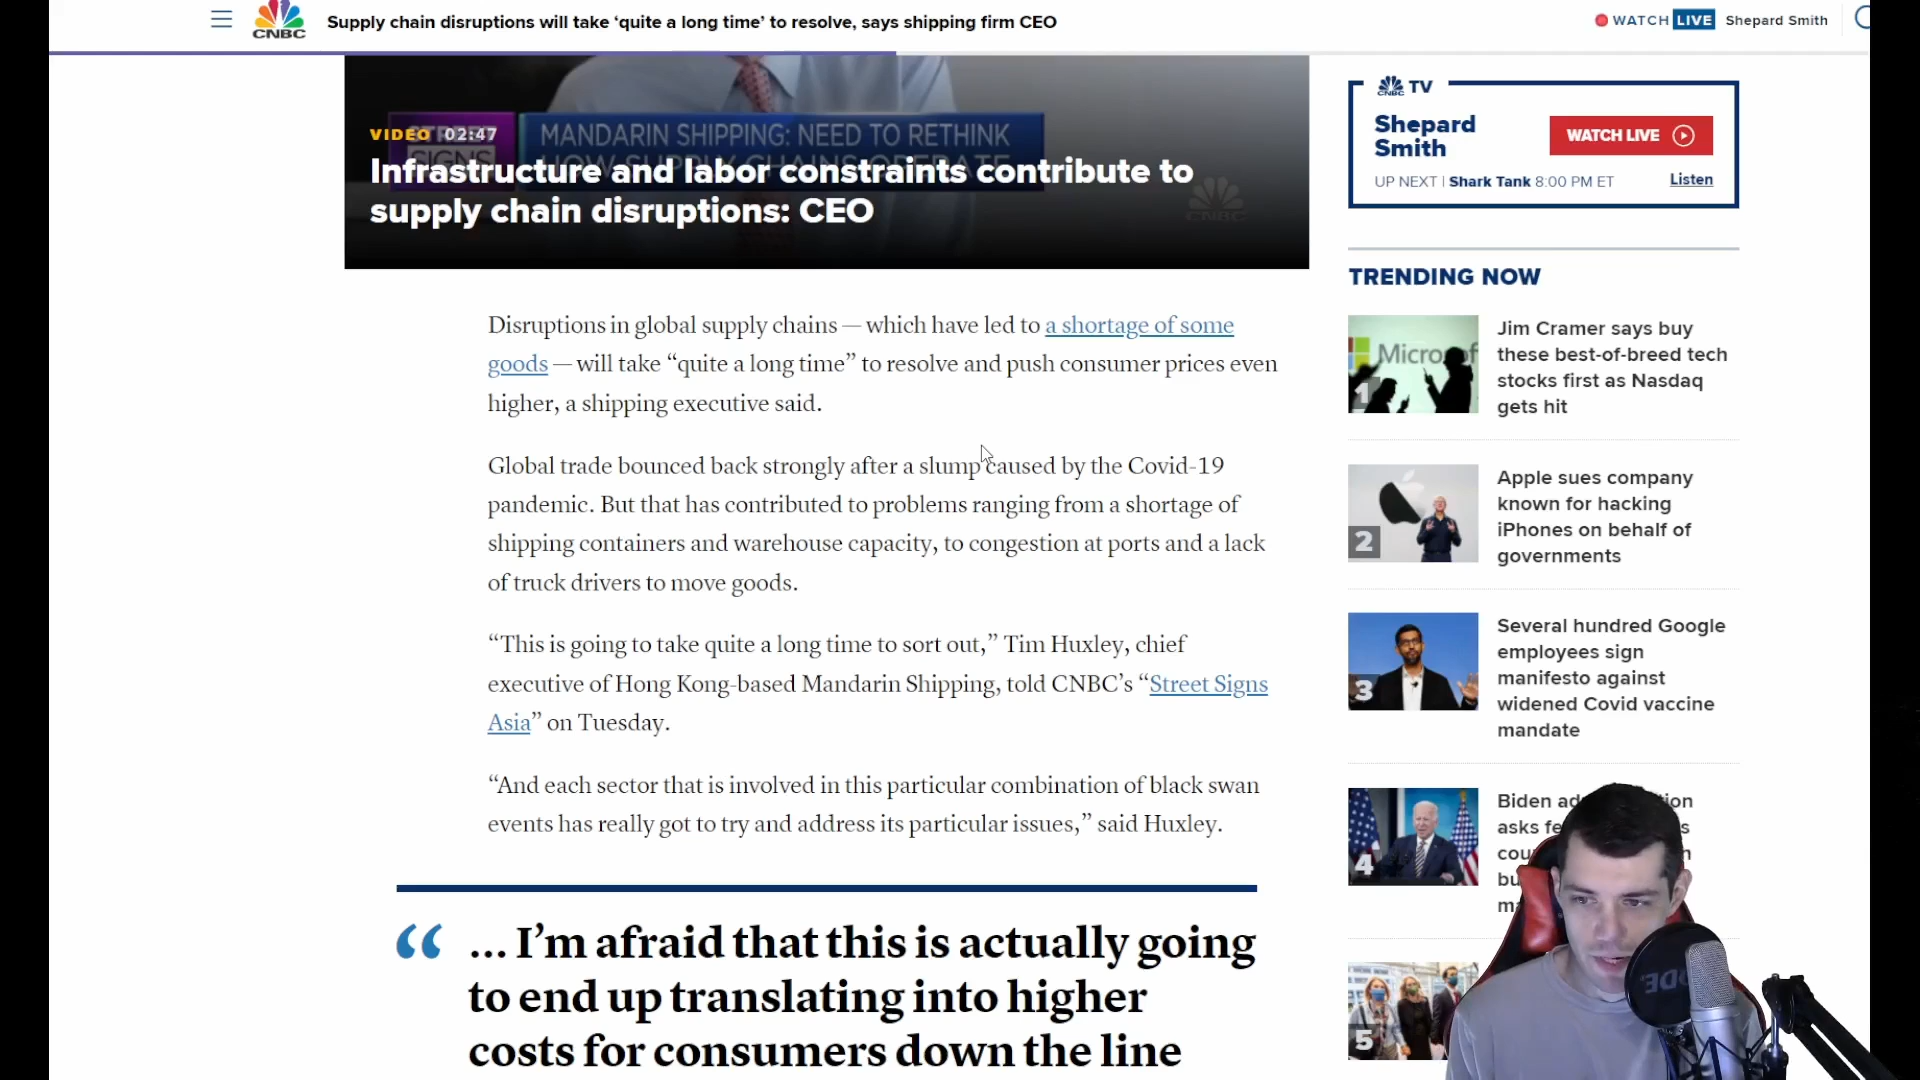 CNBC
Supply chain disruptions will take ‘quite a long time’ to resolve, says shipping firm CEO
WATCH LIVE Shepard Smith
MANDARIN SHIPPING: NEED TO RETHINK
HOW SUPPLY CHAINS OPERATE
STREET
SIGNS
VIDEO 02:47
Infrastructure and labor constraints contribute to
supply chain disruptions: CEO
CNBC
Disruptions in global supply chains — which have led to a shortage of some
goods — will take “quite a long time” to resolve and push consumer prices even
higher, a shipping executive said.
Global trade bounced back strongly after a slump caused by the Covid-19
pandemic. But that has contributed to problems ranging from a shortage of
shipping containers and warehouse capacity, to congestion at ports and a lack
of truck drivers to move goods.
“This is going to take quite a long time to sort out,” Tim Huxley, chief
executive of Hong Kong-based Mandarin Shipping, told CNBC’s “Street Signs
Asia” on Tuesday.
“And each sector that is involved in this particular combination of black swan
events has really got to try and address its particular issues,” said Huxley.
“ ... I’m afraid that this is actually going
to end up translating into higher
costs for consumers down the line
CNBC TV
Shepard
Smith
WATCH LIVE
UP NEXT | Shark Tank 8:00 PM ET
Listen
TRENDING NOW
Microsof
1
Jim Cramer says buy
these best-of-breed tech
stocks first as Nasdaq
gets hit
2
Apple sues company
known for hacking
iPhones on behalf of
governments
3
Several hundred Google
employees sign
manifesto against
widened Covid vaccine
mandate
4
Biden
asks
5